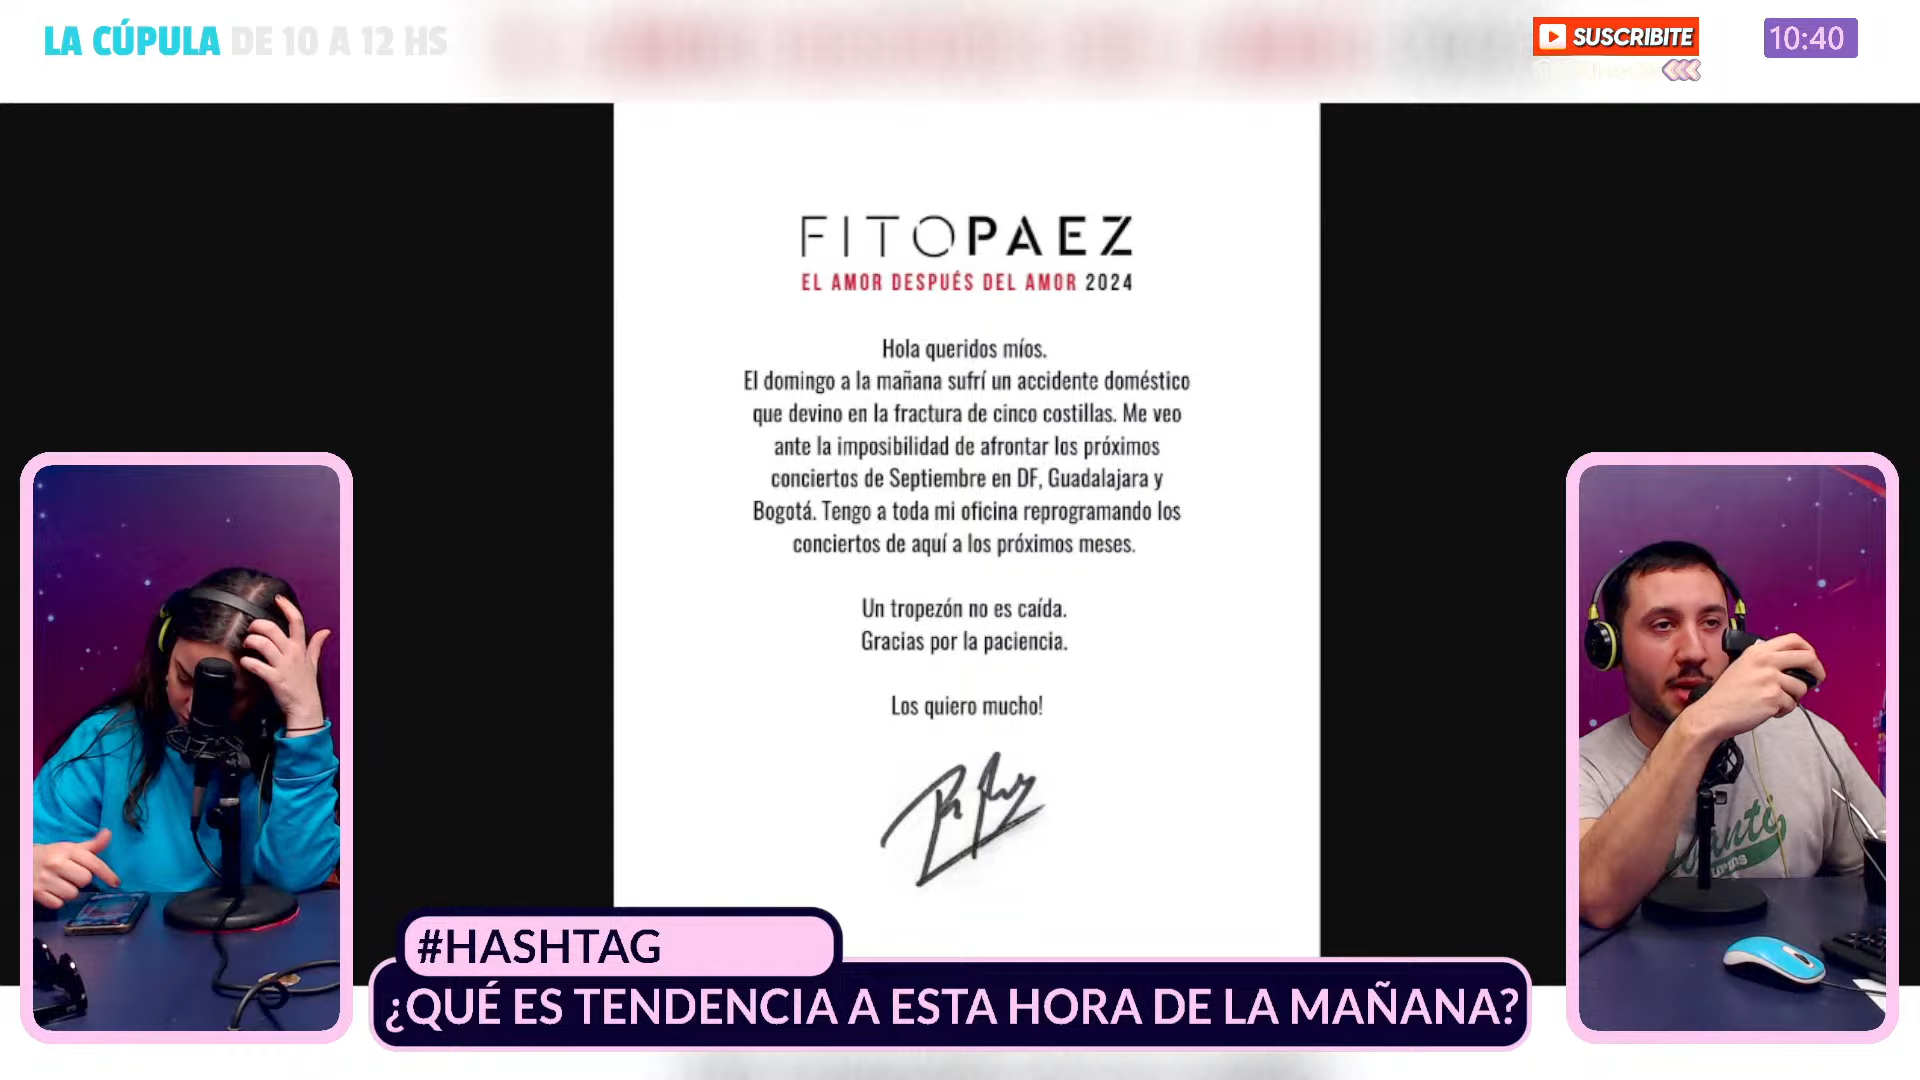 LA CÚPULA DE 10 A 12 HS
SUSCRIBITE
10:40
FITOPAEZ
EL AMOR DESPUÉS DEL AMOR 2024
Hola queridos míos.
El domingo a la mañana sufrí un accidente doméstico
que devino en la fractura de cinco costillas. Me veo
ante la imposibilidad de afrontar los próximos
conciertos de Septiembre en DF, Guadalajara y
Bogotá. Tengo a toda mi oficina reprogramando los
conciertos de aquí a los próximos meses.
Un tropezón no es caída.
Gracias por la paciencia.
Los quiero mucho!
#HASHTAG
¿QUÉ ES TENDENCIA A ESTA HORA DE LA MAÑANA?